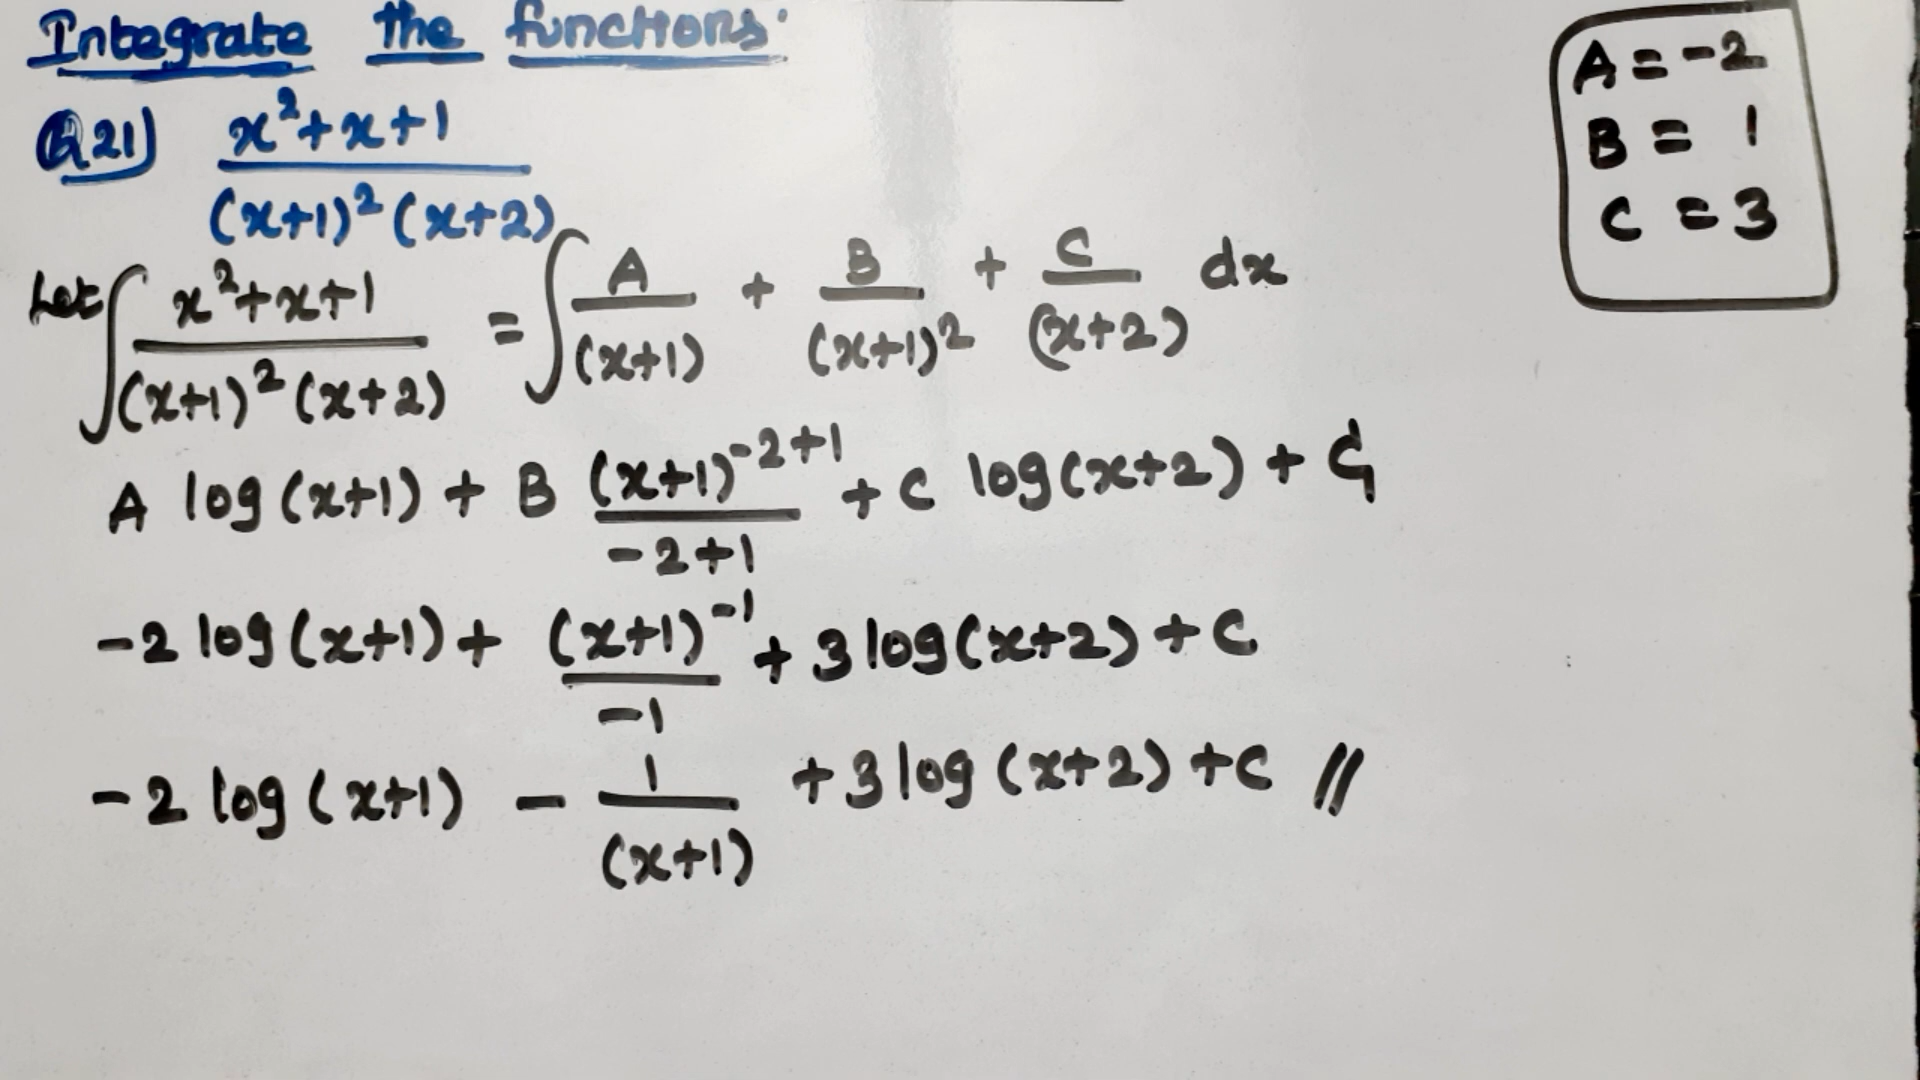 Integrate the functions.
Q21) x²+x+1 / (x+1)² (x+2)
Let ∫ x²+x+1 / (x+1)² (x+2) = ∫ A / (x+1) + B / (x+1)² + C / (x+2) dx
A log(x+1) + B (x+1)⁻²⁺¹ / -2+1 + C log(x+2) + C₁
-2 log(x+1) + (x+1)⁻¹ / -1 + 3 log(x+2) + C
-2 log(x+1) - 1 / (x+1) + 3 log(x+2) + C //
A = -2
B = 1
C = 3